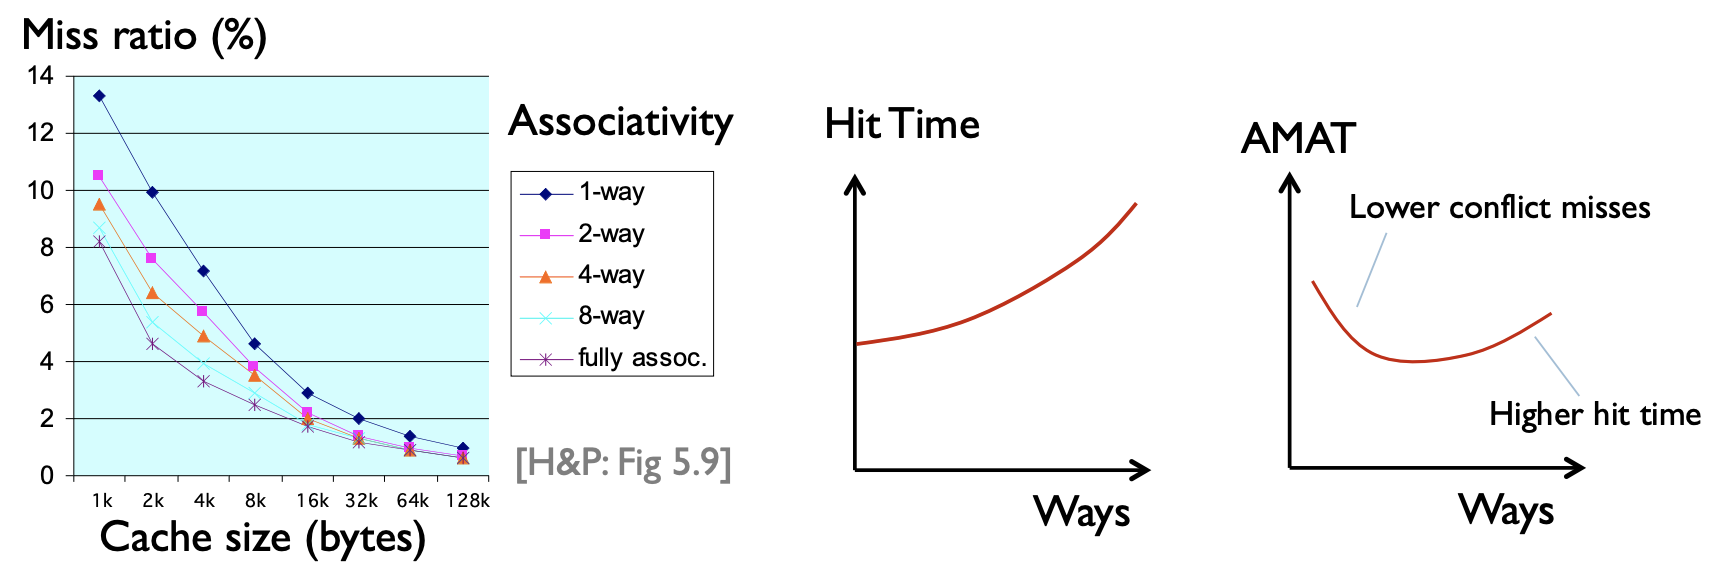 Miss ratio (%)
14
12
10
8
6
4
2
0
1k 2k 4k 8k 16k 32k 64k 128k
Cache size (bytes)
Associativity
1-way
2-way
4-way
8-way
fully assoc.
[H&P: Fig 5.9]
Hit Time
Ways
AMAT
Lower conflict misses
Higher hit time
Ways